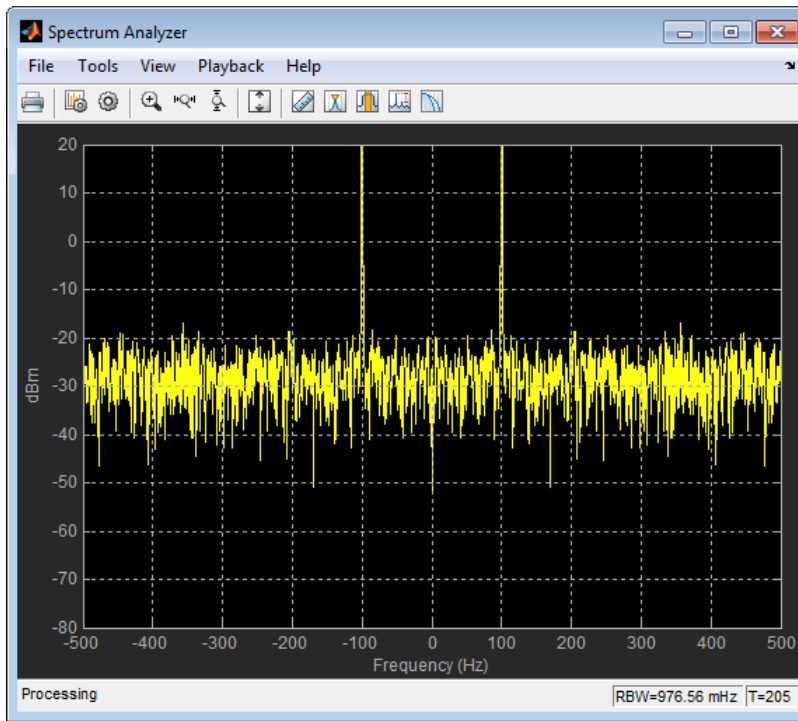 Spectrum Analyzer
File Tools View Playback Help
20
10
0
-10
-20
-30
-40
-50
-60
-70
-80
dBm
-500 -400 -300 -200 -100 0 100 200 300 400 500
Frequency (Hz)
Processing RBW=976.56 mHz T=205